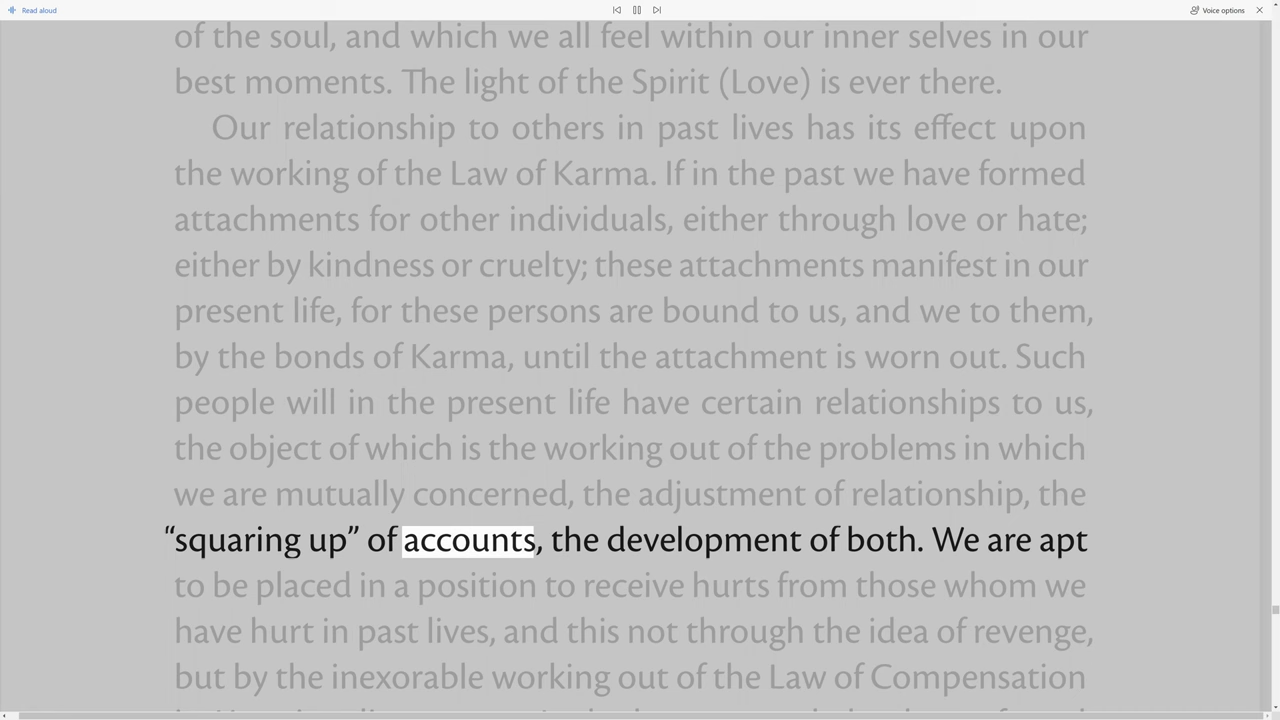 Read aloud
Voice options
of the soul, and which we all feel within our inner selves in our
best moments. The light of the Spirit (Love) is ever there.
Our relationship to others in past lives has its effect upon
the working of the Law of Karma. If in the past we have formed
attachments for other individuals, either through love or hate;
either by kindness or cruelty; these attachments manifest in our
present life, for these persons are bound to us, and we to them,
by the bonds of Karma, until the attachment is worn out. Such
people will in the present life have certain relationships to us,
the object of which is the working out of the problems in which
we are mutually concerned, the adjustment of relationship, the
“squaring up” of accounts, the development of both. We are apt
to be placed in a position to receive hurts from those whom we
have hurt in past lives, and this not through the idea of revenge,
but by the inexorable working out of the Law of Compensation